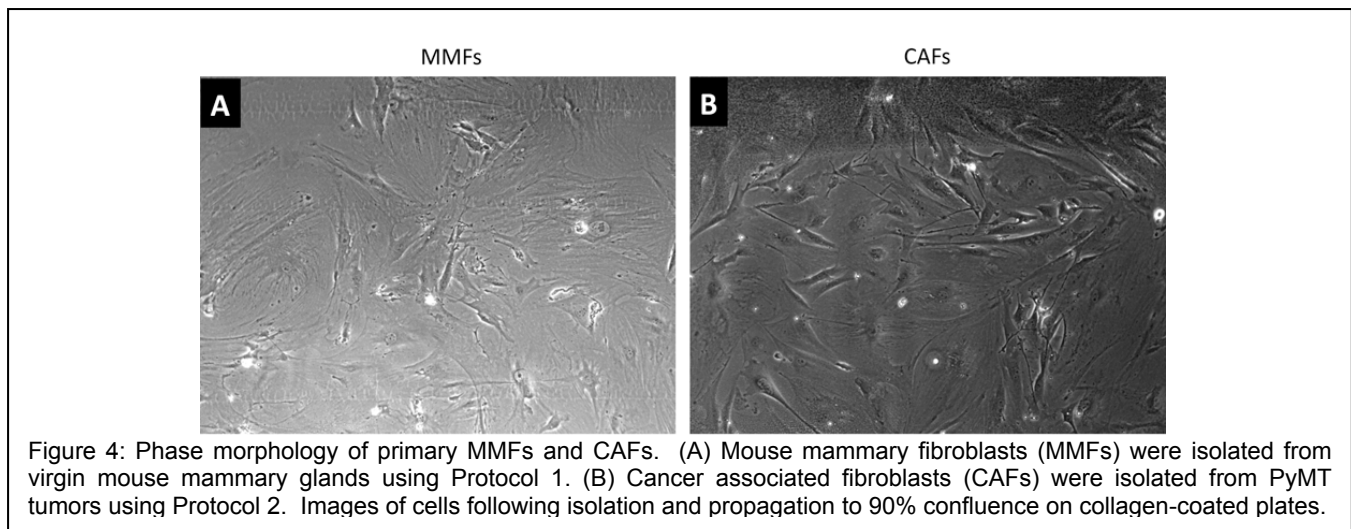 MMFs
CAFs
A
B
Figure 4: Phase morphology of primary MMFs and CAFs. (A) Mouse mammary fibroblasts (MMFs) were isolated from
virgin mouse mammary glands using Protocol 1. (B) Cancer associated fibroblasts (CAFs) were isolated from PyMT
tumors using Protocol 2. Images of cells following isolation and propagation to 90% confluence on collagen-coated plates.